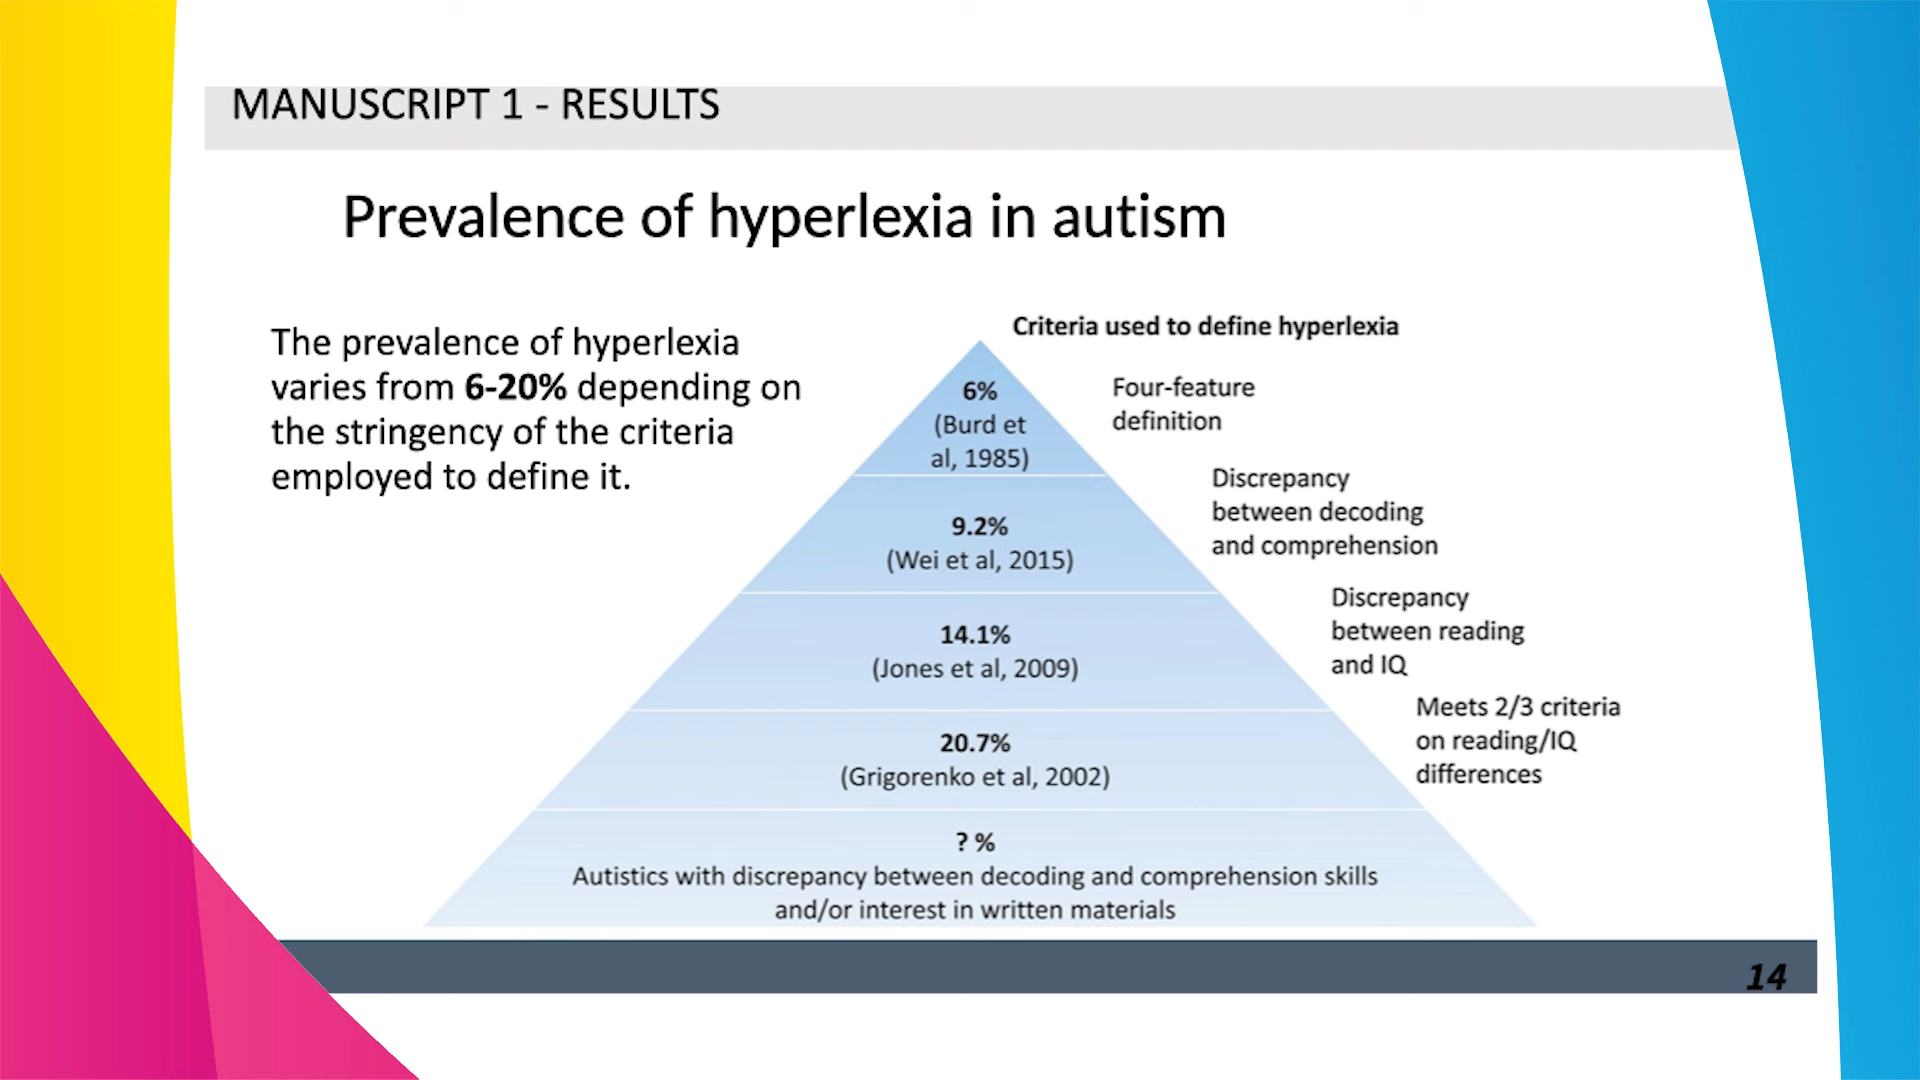 MANUSCRIPT 1 - RESULTS
Prevalence of hyperlexia in autism
The prevalence of hyperlexia
varies from 6-20% depending on
the stringency of the criteria
employed to define it.
Criteria used to define hyperlexia
6%
(Burd et
al, 1985)
Four-feature
definition
9.2%
(Wei et al, 2015)
Discrepancy
between decoding
and comprehension
14.1%
(Jones et al, 2009)
Discrepancy
between reading
and IQ
20.7%
(Grigorenko et al, 2002)
Meets 2/3 criteria
on reading/IQ
differences
? %
Autistics with discrepancy between decoding and comprehension skills
and/or interest in written materials
14